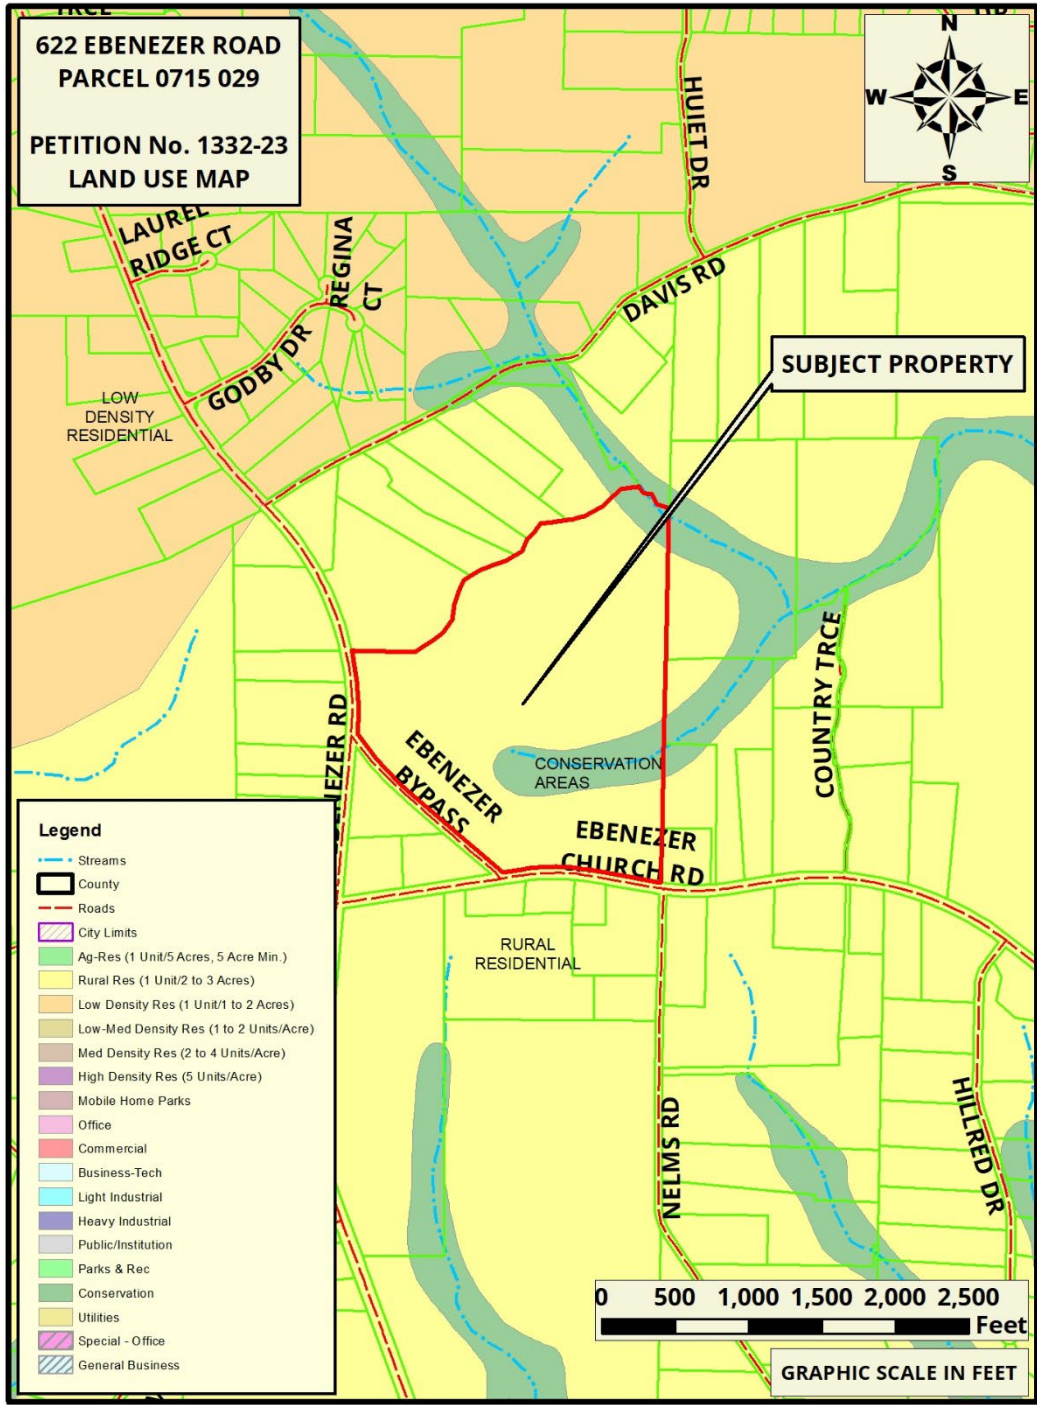 TRCE
622 EBENEZER ROAD
PARCEL 0715 029
PETITION No. 1332-23
LAND USE MAP
N
W
E
S
HUIET DR
LAUREL
RIDGE CT
REGINA
CT
GODBY DR
DAVIS RD
SUBJECT PROPERTY
LOW
DENSITY
RESIDENTIAL
COUNTRY TRCE
EBENEZER
BYPASS
CONSERVATION
AREAS
EBENEZER
CHURCH RD
RURAL
RESIDENTIAL
NELMS RD
HILLRED DR
Legend
Streams
County
Roads
City Limits
Ag-Res (1 Unit/5 Acres, 5 Acre Min.)
Rural Res (1 Unit/2 to 3 Acres)
Low Density Res (1 Unit/1 to 2 Acres)
Low-Med Density Res (1 to 2 Units/Acre)
Med Density Res (2 to 4 Units/Acre)
High Density Res (5 Units/Acre)
Mobile Home Parks
Office
Commercial
Business-Tech
Light Industrial
Heavy Industrial
Public/Institution
Parks & Rec
Conservation
Utilities
Special - Office
General Business
0 500 1,000 1,500 2,000 2,500
Feet
GRAPHIC SCALE IN FEET